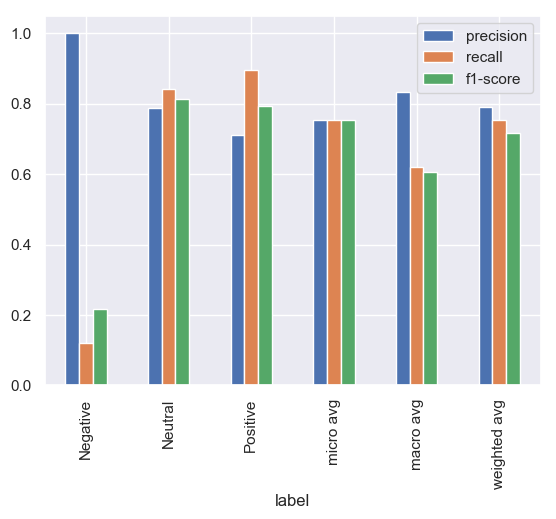 1.0
0.8
0.6
0.4
0.2
0.0
precision
recall
f1-score
Negative
Neutral
Positive
micro avg
macro avg
weighted avg
label